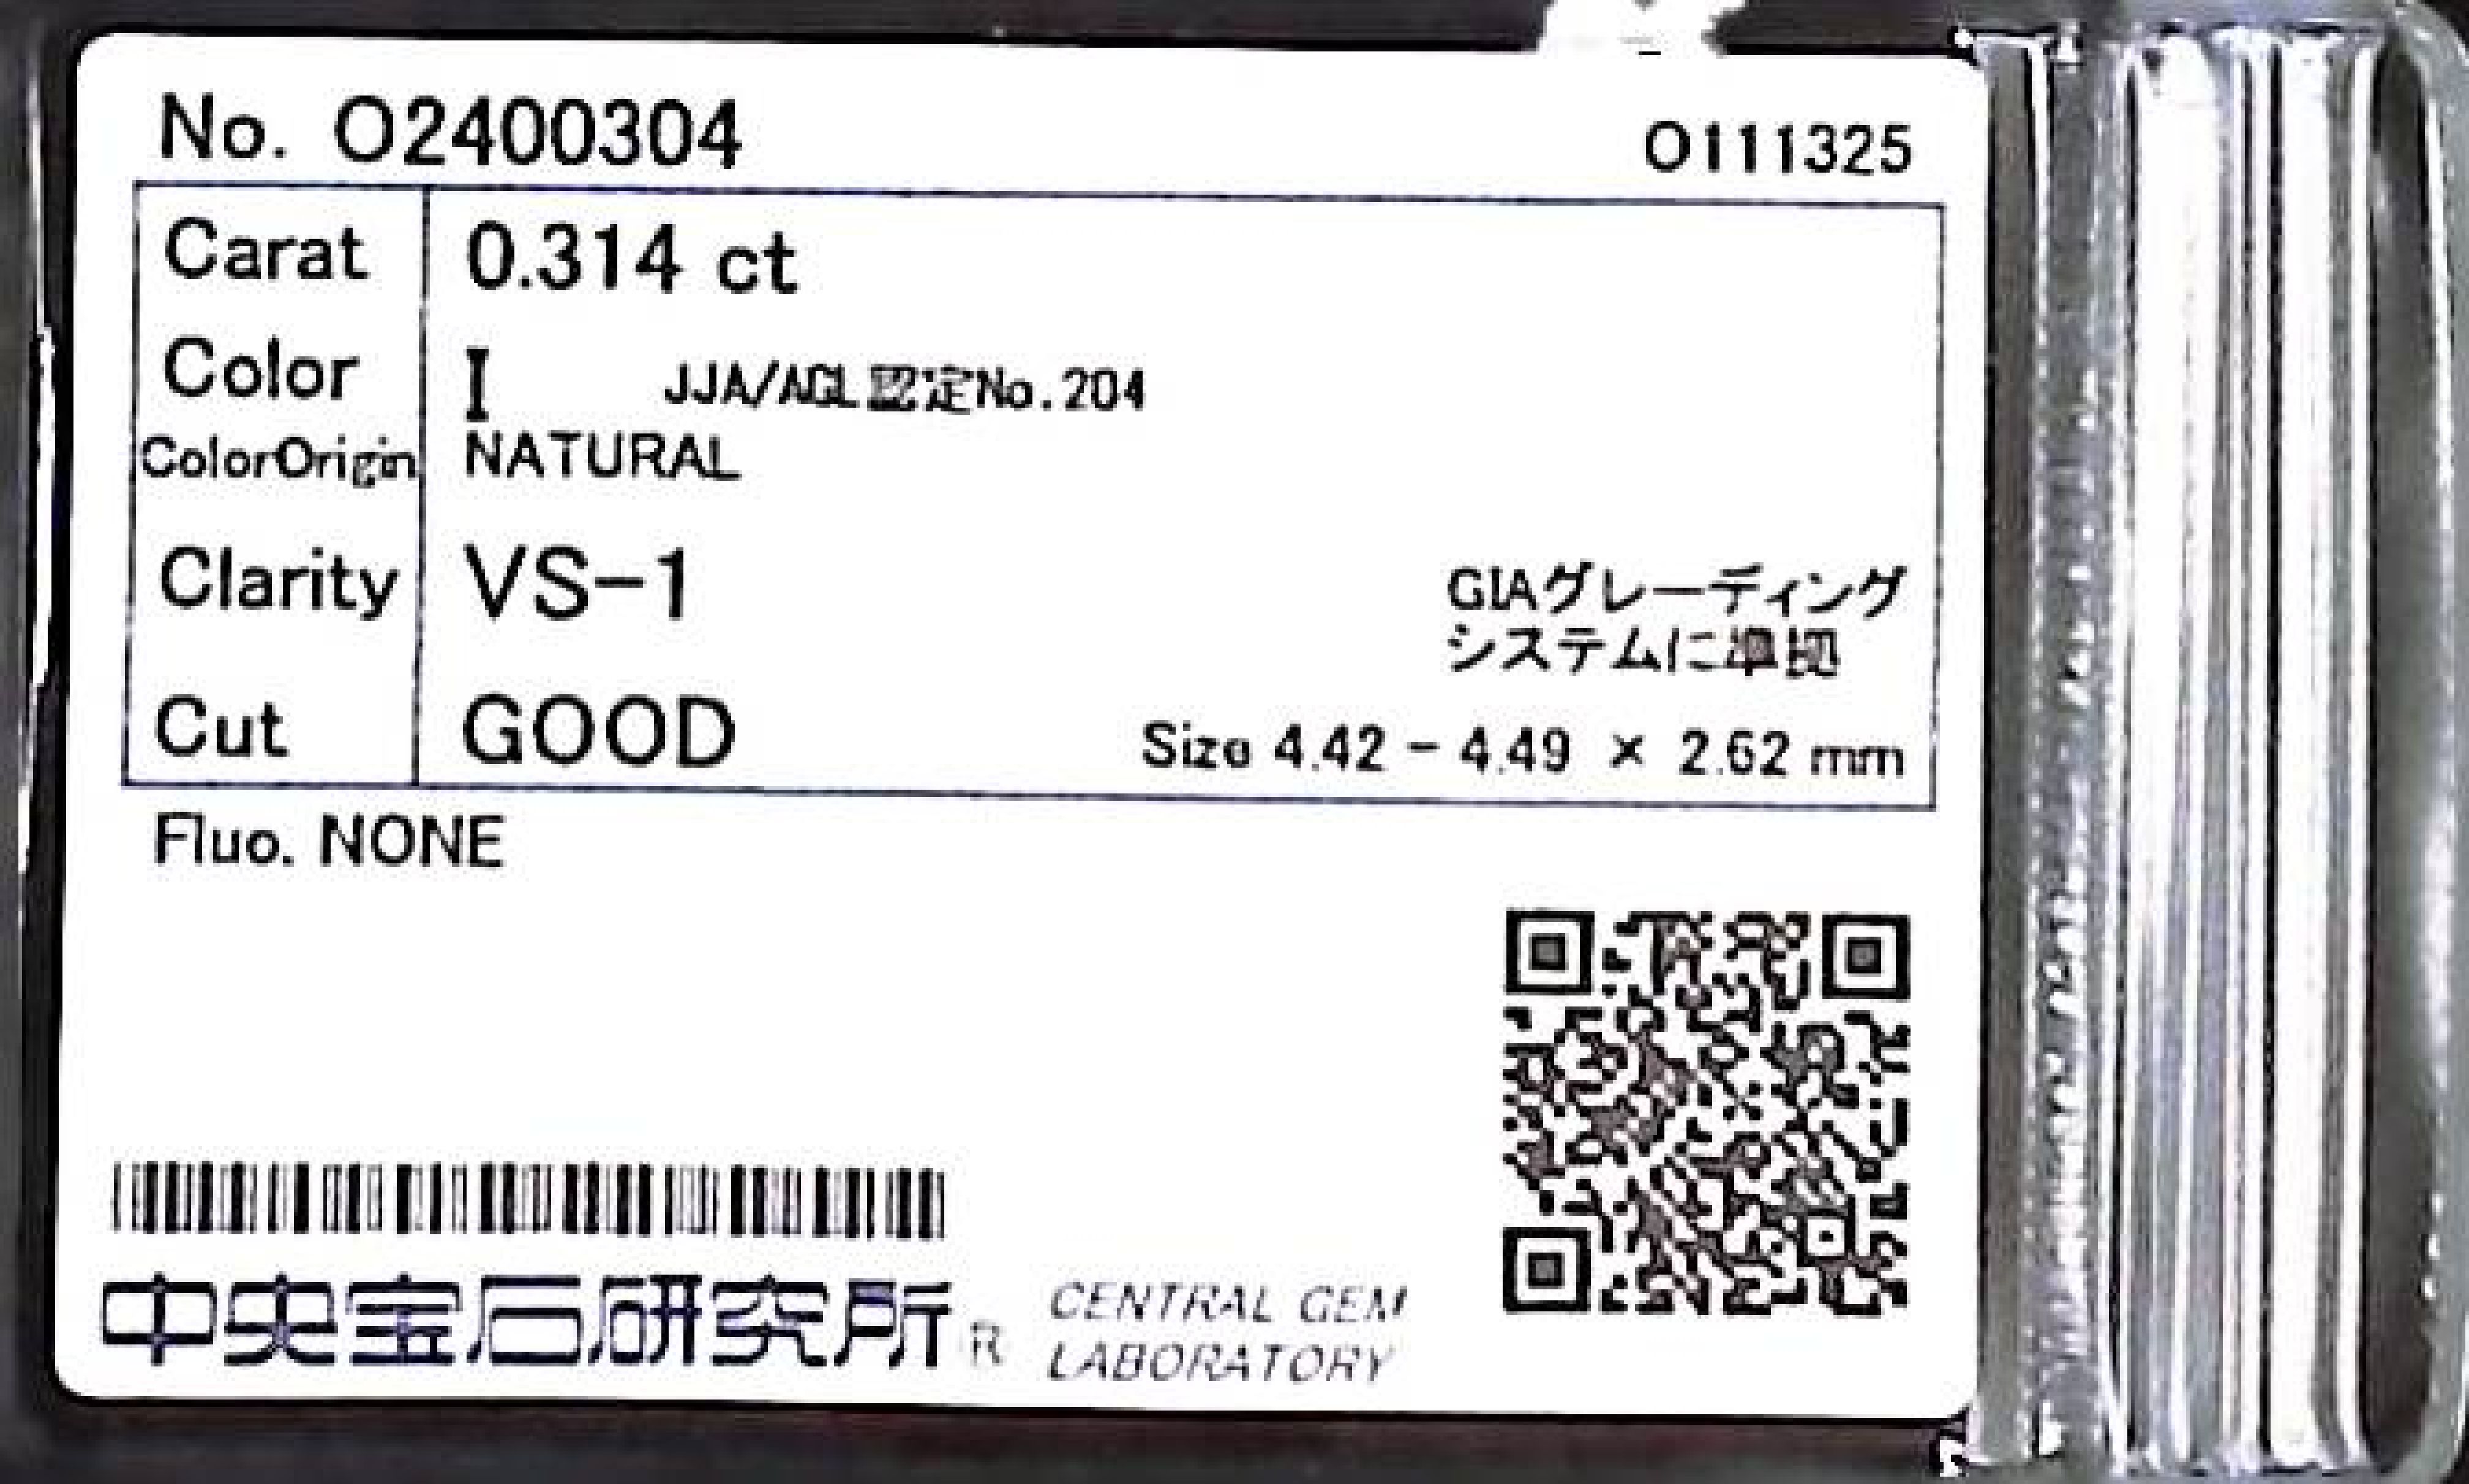 No. O2400304 O111325
Carat 0.314 ct
Color I JJA/AGL認定No.204
ColorOrigin NATURAL
Clarity VS-1
GIAグレーディング
システムに準拠
Cut GOOD Size 4.42 - 4.49 × 2.62 mm
Fluo. NONE
中央宝石研究所 R CENTRAL GEM
LABORATORY